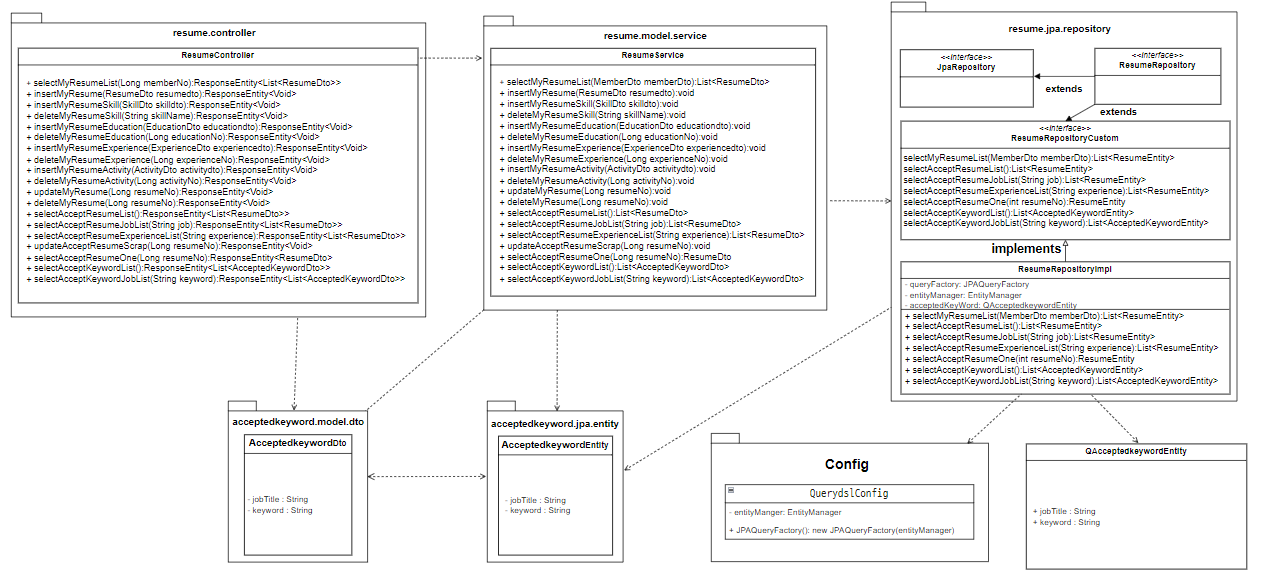 resume.controller
ResumeController
+ selectMyResumeList(Long memberNo):ResponseEntity<List<ResumeDto>>
+ insertMyResume(ResumeDto resumedto):ResponseEntity<Void>
+ insertMyResumeSkill(SkillDto skilldto):ResponseEntity<Void>
+ deleteMyResumeSkill(String skillName):ResponseEntity<Void>
+ insertMyResumeEducation(EducationDto educationdto):ResponseEntity<Void>
+ deleteMyResumeEducation(Long educationNo):ResponseEntity<Void>
+ insertMyResumeExperience(ExperienceDto experiencedto):ResponseEntity<Void>
+ deleteMyResumeExperience(Long experienceNo):ResponseEntity<Void>
+ insertMyResumeActivity(ActivityDto activitydto):ResponseEntity<Void>
+ deleteMyResumeActivity(Long activityNo):ResponseEntity<Void>
+ updateMyResume(Long resumeNo):ResponseEntity<Void>
+ deleteMyResume(Long resumeNo):ResponseEntity<Void>
+ selectAcceptResumeList():ResponseEntity<List<ResumeDto>>
+ selectAcceptResumeJobList(String job):ResponseEntity<List<ResumeDto>>
+ selectAcceptResumeExperienceList(String experience):ResponseEntity<List<ResumeDto>>
+ updateAcceptResumeScrap(Long resumeNo):ResponseEntity<Void>
+ selectAcceptResumeOne(Long resumeNo):ResponseEntity<ResumeDto>
+ selectAcceptKeywordList():ResponseEntity<List<AcceptedKeywordDto>>
+ selectAcceptKeywordJobList(String keyword):ResponseEntity<List<AcceptedKeywordDto>>
resume.model.service
ResumeService
+ selectMyResumeList(MemberDto memberDto):List<ResumeDto>
+ insertMyResume(ResumeDto resumedto):void
+ insertMyResumeSkill(SkillDto skilldto):void
+ deleteMyResumeSkill(String skillName):void
+ insertMyResumeEducation(EducationDto educationdto):void
+ deleteMyResumeEducation(Long educationNo):void
+ insertMyResumeExperience(ExperienceDto experiencedto):void
+ deleteMyResumeExperience(Long experienceNo):void
+ insertMyResumeActivity(ActivityDto activitydto):void
+ deleteMyResumeActivity(Long activityNo):void
+ updateMyResume(Long resumeNo):void
+ deleteMyResume(Long resumeNo):void
+ selectAcceptResumeList():List<ResumeDto>
+ selectAcceptResumeJobList(String job):List<ResumeDto>
+ selectAcceptResumeExperienceList(String experience):List<ResumeDto>
+ updateAcceptResumeScrap(Long resumeNo):void
+ selectAcceptResumeOne(Long resumeNo):ResumeDto
+ selectAcceptKeywordList():List<AcceptedKeywordDto>
+ selectAcceptKeywordJobList(String keyword):List<AcceptedKeywordDto>
resume.jpa.repository
<<interface>>
JpaRepository
<<interface>>
ResumeRepository
extends
extends
<<interface>>
ResumeRepositoryCustom
selectMyResumeList(MemberDto memberDto):List<ResumeEntity>
selectAcceptResumeList():List<ResumeEntity>
selectAcceptResumeJobList(String job):List<ResumeEntity>
selectAcceptResumeExperienceList(String experience):List<ResumeEntity>
selectAcceptResumeOne(int resumeNo):ResumeEntity
selectAcceptKeywordList():List<AcceptedKeywordEntity>
selectAcceptKeywordJobList(String keyword):List<AcceptedKeywordEntity>
implements
ResumeRepositoryImpl
- queryFactory: JPAQueryFactory
- entityManager: EntityManager
- acceptedKeyWord: QAcceptedkeywordEntity
+ selectMyResumeList(MemberDto memberDto):List<ResumeEntity>
+ selectAcceptResumeList():List<ResumeEntity>
+ selectAcceptResumeJobList(String job):List<ResumeEntity>
+ selectAcceptResumeExperienceList(String experience):List<ResumeEntity>
+ selectAcceptResumeOne(int resumeNo):ResumeEntity
+ selectAcceptKeywordList():List<AcceptedKeywordEntity>
+ selectAcceptKeywordJobList(String keyword):List<AcceptedKeywordEntity>
acceptedkeyword.model.dto
AcceptedkeywordDto
- jobTitle : String
- keyword : String
acceptedkeyword.jpa.entity
AcceptedkeywordEntity
- jobTitle : String
- keyword : String
Config
QuerydslConfig
- entityManger: EntityManager
+ JPAQueryFactory(): new JPAQueryFactory(entityManager)
QAcceptedkeywordEntity
+ jobTitle : String
+ keyword : String